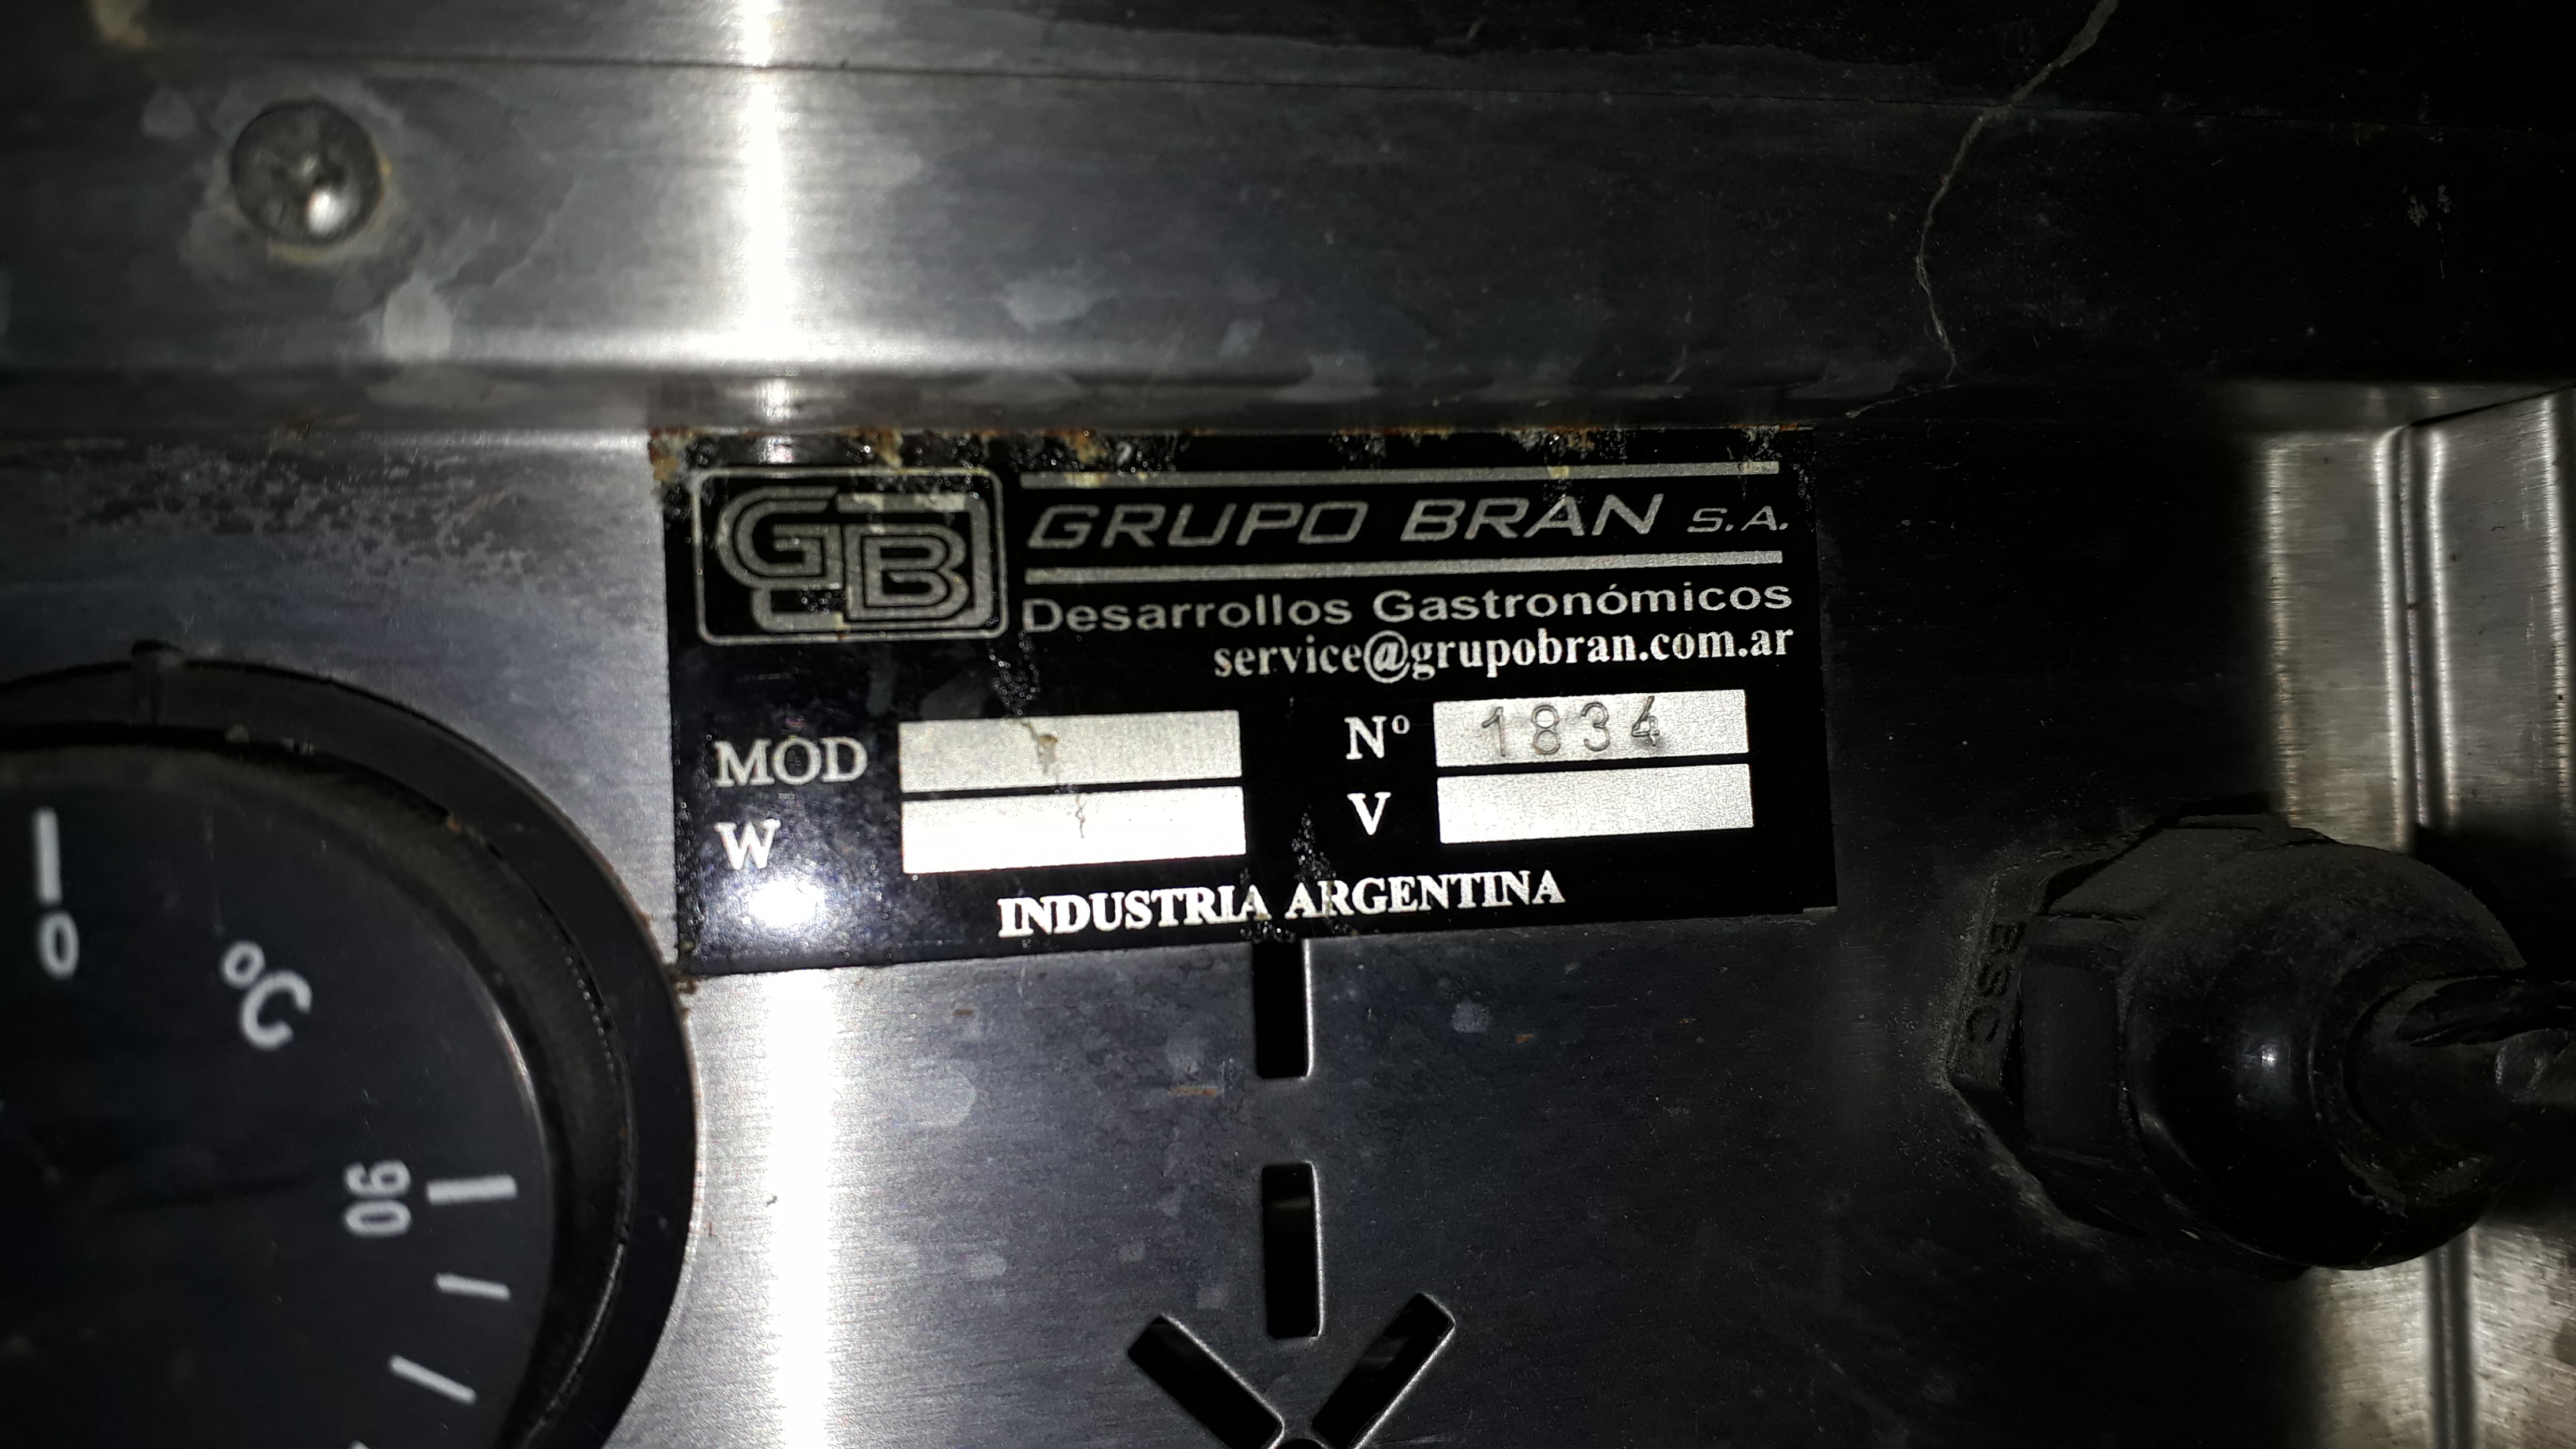 GB
GRUPO BRAN S.A.
Desarrollos Gastronómicos
service@grupobran.com.ar
MOD
Nº 1834
W
V
INDUSTRIA ARGENTINA
0
°C
90
BSC